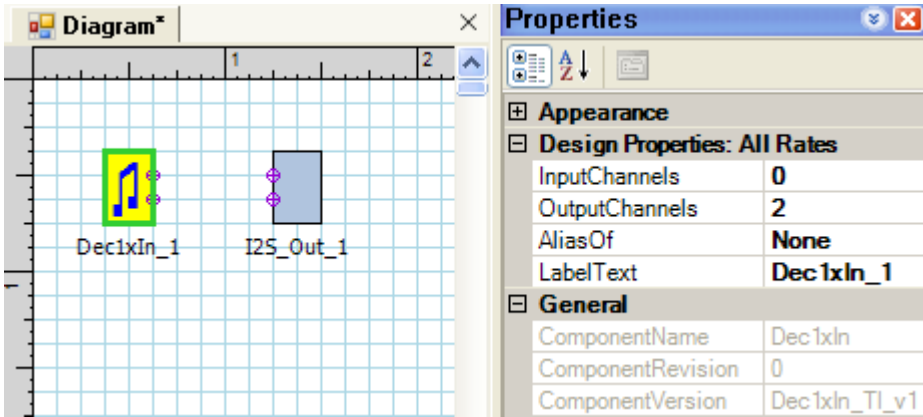 Diagram*
1
2
1
Dec1xIn_1
I2S_Out_1
Properties
A
Z
Appearance
Design Properties: All Rates
InputChannels 0
OutputChannels 2
AliasOf None
LabelText Dec1xIn_1
General
ComponentName Dec1xIn
ComponentRevision 0
ComponentVersion Dec1xIn_TI_v1